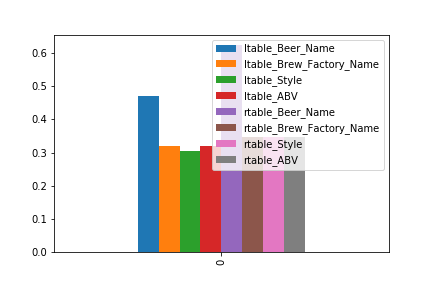 0.6
0.5
0.4
0.3
0.2
0.1
0.0
0
ltable_Beer_Name
ltable_Brew_Factory_Name
ltable_Style
ltable_ABV
rtable_Beer_Name
rtable_Brew_Factory_Name
rtable_Style
rtable_ABV